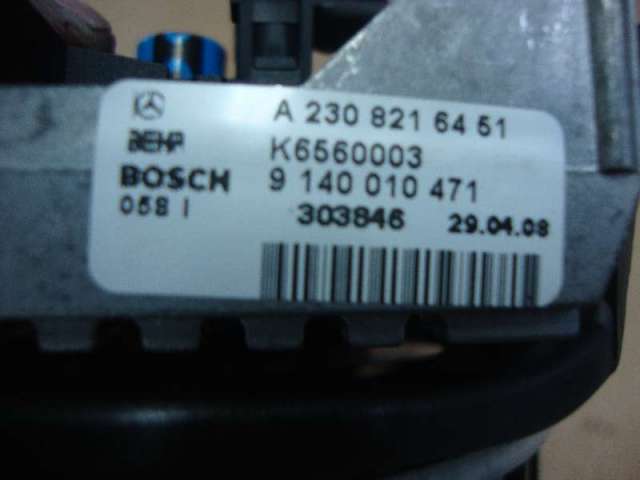 A 230 821 64 51
BEHR K6560003
BOSCH 9 140 010 471
058 I 303846 29.04.08